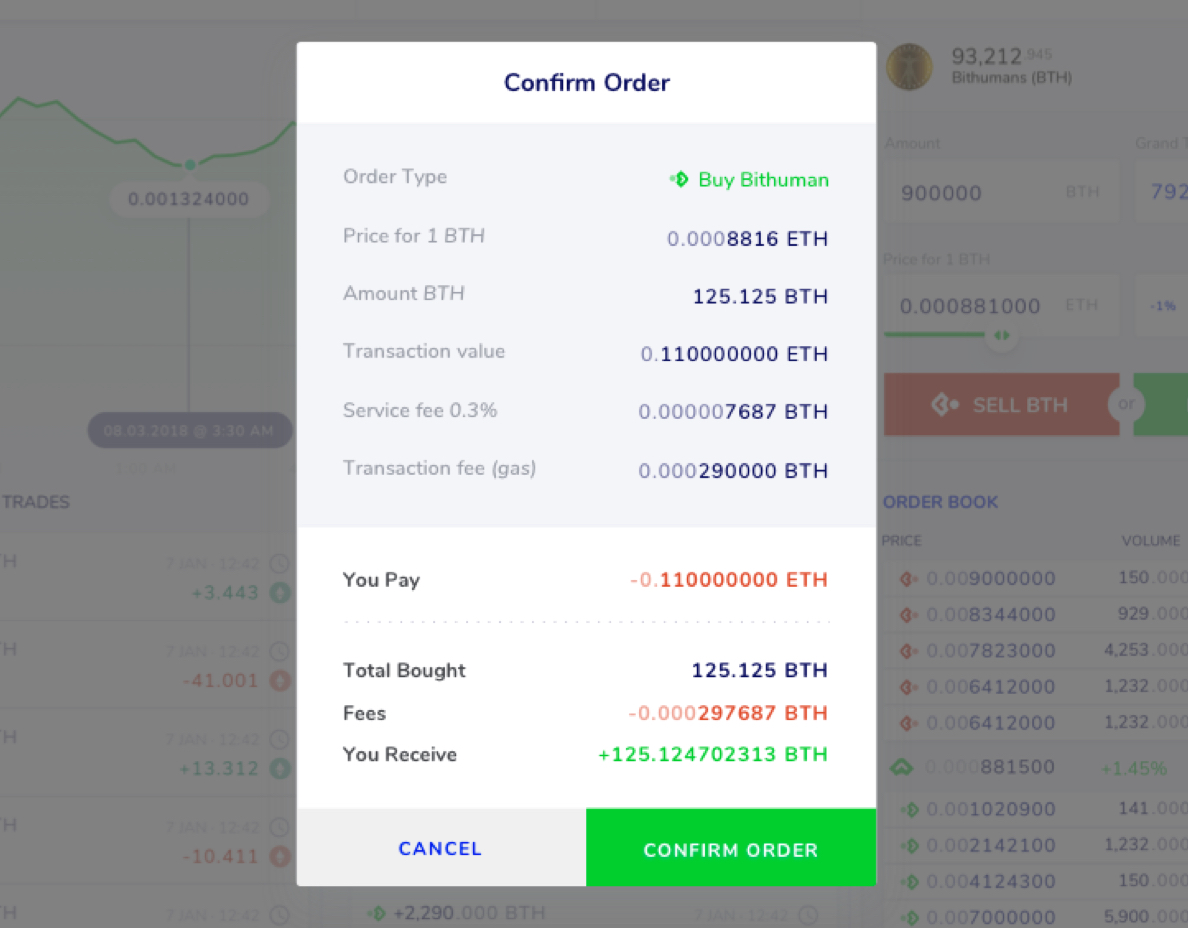 93,212.945
Bithumans (BTH)
Amount
Grand
900000 BTH
792
Price for 1 BTH
0.000881000 ETH
-1%
SELL BTH
or
0.001324000
08.03.2018 @ 3:30 AM
TRADES
7 JAN · 12:42
+3.443
7 JAN · 12:42
-41.001
7 JAN · 12:42
+13.312
7 JAN · 12:42
-10.411
7 JAN · 12:42
Confirm Order
Order Type Buy Bithuman
Price for 1 BTH 0.0008816 ETH
Amount BTH 125.125 BTH
Transaction value 0.110000000 ETH
Service fee 0.3% 0.000007687 BTH
Transaction fee (gas) 0.000290000 BTH
You Pay -0.110000000 ETH
Total Bought 125.125 BTH
Fees -0.000297687 BTH
You Receive +125.124702313 BTH
CANCEL CONFIRM ORDER
+2,290.000 BTH 7 JAN · 12:42
ORDER BOOK
PRICE VOLUME
0.009000000 150.000
0.008344000 929.000
0.007823000 4,253.000
0.006412000 1,232.000
0.006412000 1,232.000
0.000881500 +1.45%
0.001020900 141.000
0.002142100 1,232.000
0.004124300 150.000
0.007000000 5,900.000